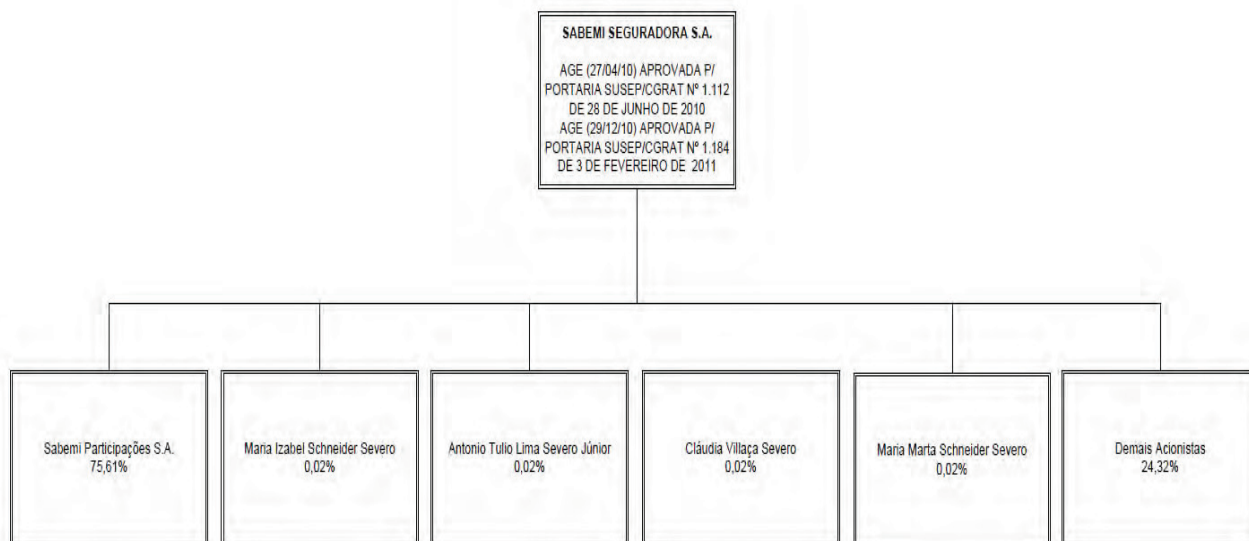 SABEMI SEGURADORA S.A.
AGE (27/04/10) APROVADA P/
PORTARIA SUSEP/CGRAT Nº 1.112
DE 28 DE JUNHO DE 2010
AGE (29/12/10) APROVADA P/
PORTARIA SUSEP/CGRAT Nº 1.184
DE 3 DE FEVEREIRO DE 2011
Sabemi Participações S.A.
75,61%
Maria Izabel Schneider Severo
0,02%
Antonio Tulio Lima Severo Júnior
0,02%
Cláudia Villaça Severo
0,02%
Maria Marta Schneider Severo
0,02%
Demais Acionistas
24,32%